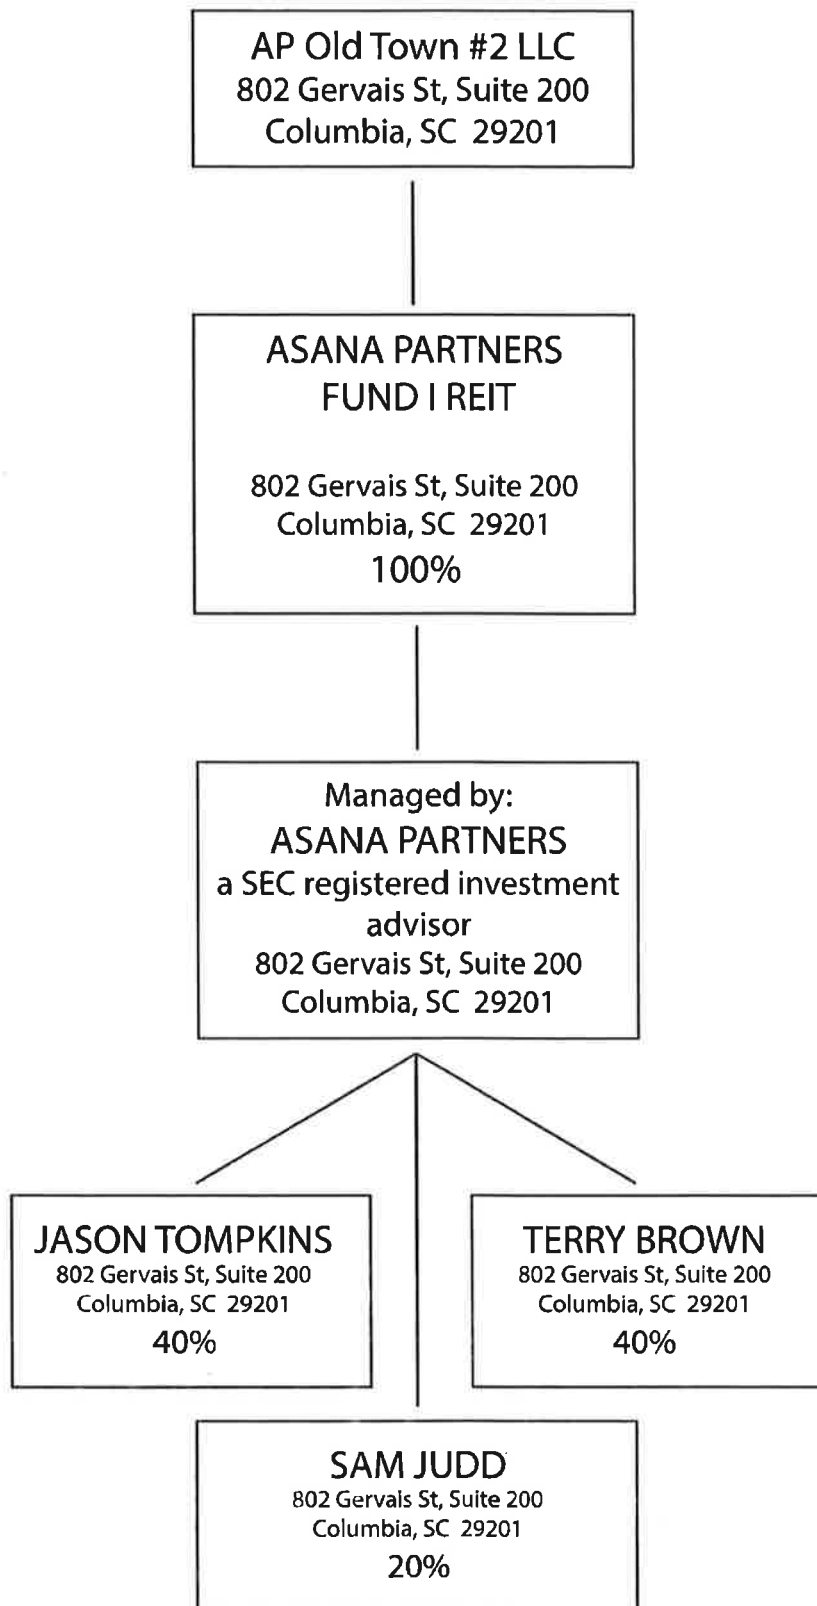 AP Old Town #2 LLC
802 Gervais St, Suite 200
Columbia, SC 29201
ASANA PARTNERS
FUND I REIT
802 Gervais St, Suite 200
Columbia, SC 29201
100%
Managed by:
ASANA PARTNERS
a SEC registered investment
advisor
802 Gervais St, Suite 200
Columbia, SC 29201
JASON TOMPKINS
802 Gervais St, Suite 200
Columbia, SC 29201
40%
TERRY BROWN
802 Gervais St, Suite 200
Columbia, SC 29201
40%
SAM JUDD
802 Gervais St, Suite 200
Columbia, SC 29201
20%